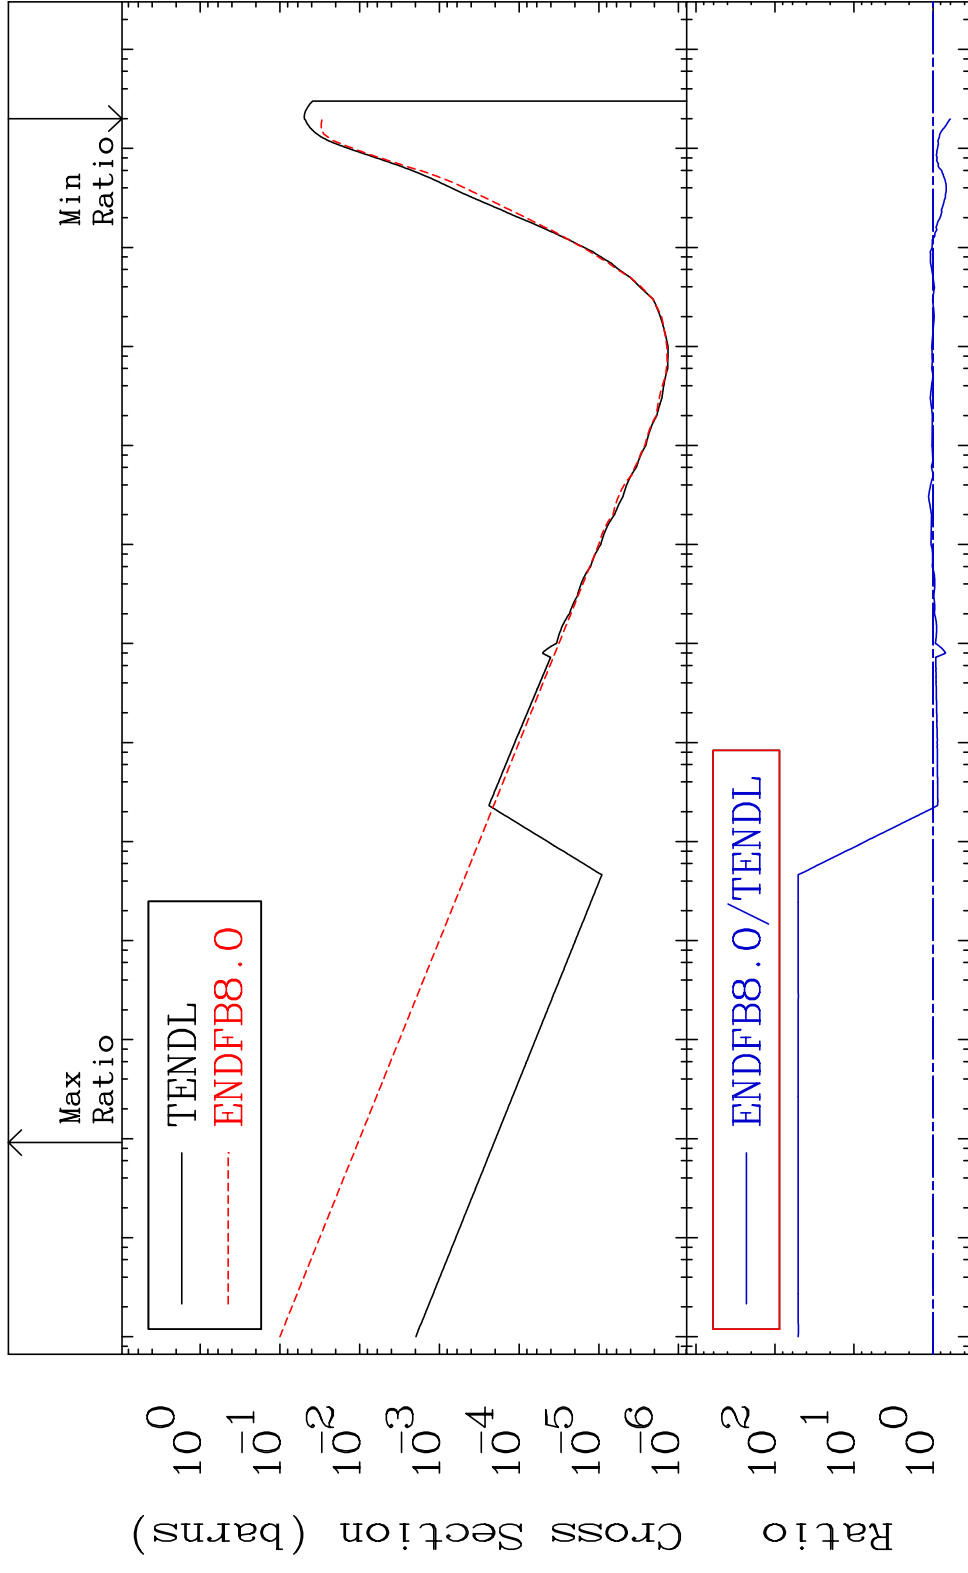 Max
Ratio
Min
Ratio
TENDL
ENDFB8.0
10^0
10^-1
10^-2
10^-3
10^-4
10^-5
10^-6
Cross Section (barns)
ENDFB8.0/TENDL
10^2
10^1
10^0
Ratio